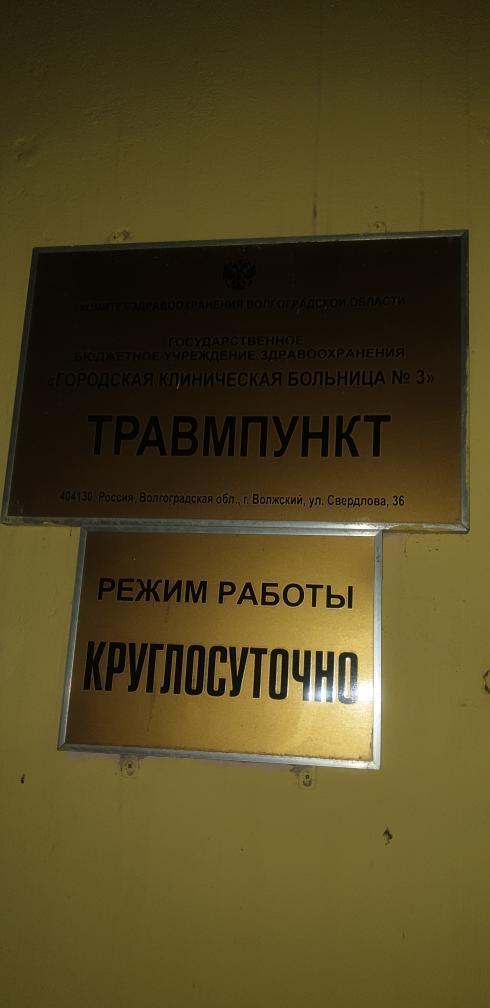 КОМИТЕТ ЗДРАВООХРАНЕНИЯ ВОЛГОГРАДСКОЙ ОБЛАСТИ
ГОСУДАРСТВЕННОЕ
БЮДЖЕТНОЕ УЧРЕЖДЕНИЕ ЗДРАВООХРАНЕНИЯ
«ГОРОДСКАЯ КЛИНИЧЕСКАЯ БОЛЬНИЦА № 3»
ТРАВМПУНКТ
404130, Россия, Волгоградская обл., г. Волжский, ул. Свердлова, 36
РЕЖИМ РАБОТЫ
КРУГЛОСУТОЧНО